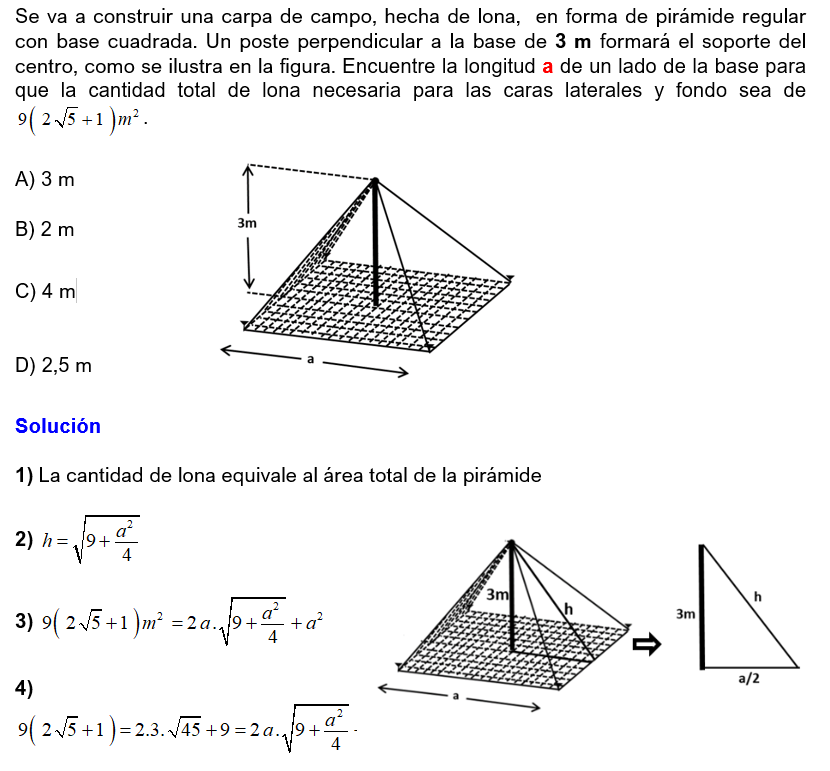 Se va a construir una carpa de campo, hecha de lona, en forma de pirámide regular
con base cuadrada. Un poste perpendicular a la base de 3 m formará el soporte del
centro, como se ilustra en la figura. Encuentre la longitud a de un lado de la base para
que la cantidad total de lona necesaria para las caras laterales y fondo sea de
9(2√5+1)m².
A) 3 m
3m
B) 2 m
C) 4 m
a
D) 2,5 m
Solución
1) La cantidad de lona equivale al área total de la pirámide
2) h=√(9+a²/4)
3m
h
3m
h
3) 9(2√5+1)m² =2a.√(9+a²/4)+a²
a/2
a
4)
9(2√5+1)=2.3.√45+9=2a.√(9+a²/4).